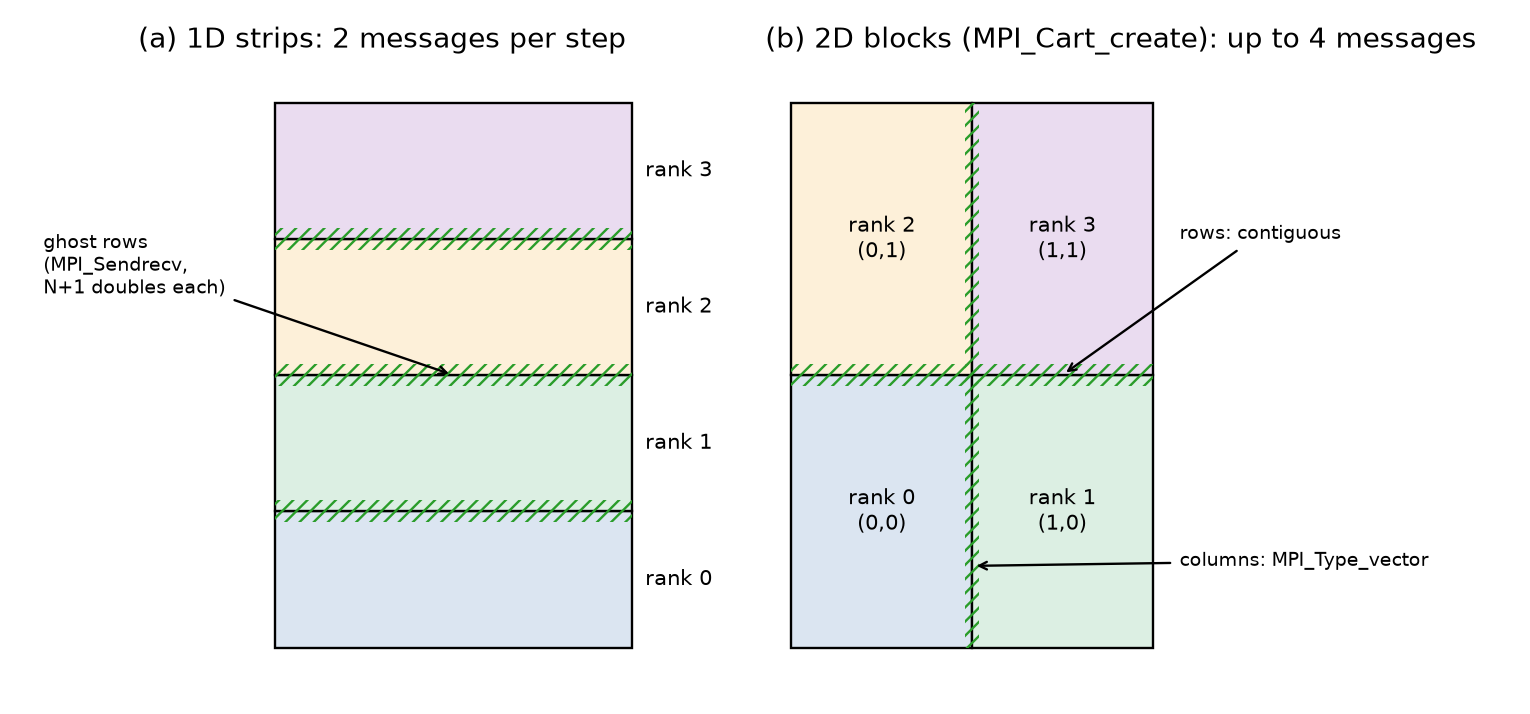 (a) 1D strips: 2 messages per step
rank 3
ghost rows
(MPI_Sendrecv,
N+1 doubles each)
rank 2
rank 1
rank 0
(b) 2D blocks (MPI_Cart_create): up to 4 messages
rank 2
(0,1)
rank 3
(1,1)
rows: contiguous
rank 0
(0,0)
rank 1
(1,0)
columns: MPI_Type_vector